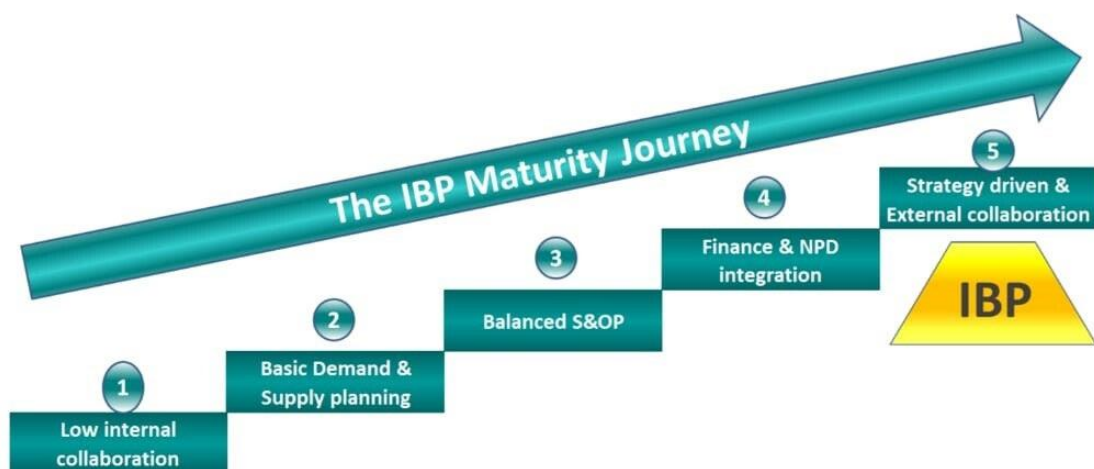 The IBP Maturity Journey
1
Low internal
collaboration
2
Basic Demand &
Supply planning
3
Balanced S&OP
4
Finance & NPD
integration
5
Strategy driven &
External collaboration
IBP